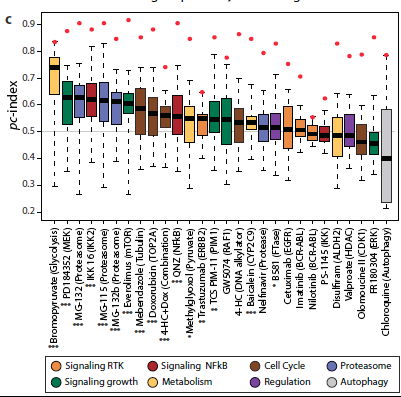 C
pc-index
0.9
0.8
0.7
0.6
0.5
0.4
0.3
0.2
*** Bromopyruvate (Glycolysis)
*** PD184352 (MEK)
*** MG-132 (Proteasome)
*** KK 16 (IKK2)
*** MG-115 (Proteasome)
*** MG-132b (Proteasome)
*** Everolimus (mTOR)
*** Mebendazole (Tubulin)
*** Doxorubicin (TOP2A)
*** 4-HC+Dox (Combination)
*** QNZ (NFkB)
* Methylglyoxol (Pyruvate)
** Trastuzumab (ERBB2)
** TCS PIM-11 (PIM1)
GW5074 (RAF1)
4-HC (DNA alkylator)
** Baicalein (CYP2C9)
Nelfinavir (Protease)
* B581 (FTase)
Cetuximab (EGFR)
Imatinib (BCR-ABL)
Nilotinib (BCR-ABL)
PS-1145 (IKK)
Disulfiram (ALDH2)
Valproate (HDAC)
Olomoucine II (CDK1)
FR180304 (ERK)
Chloroquine (Autophagy)
Signaling RTK
Signaling NFkB
Cell Cycle
Proteasome
Signaling growth
Metabolism
Regulation
Autophagy